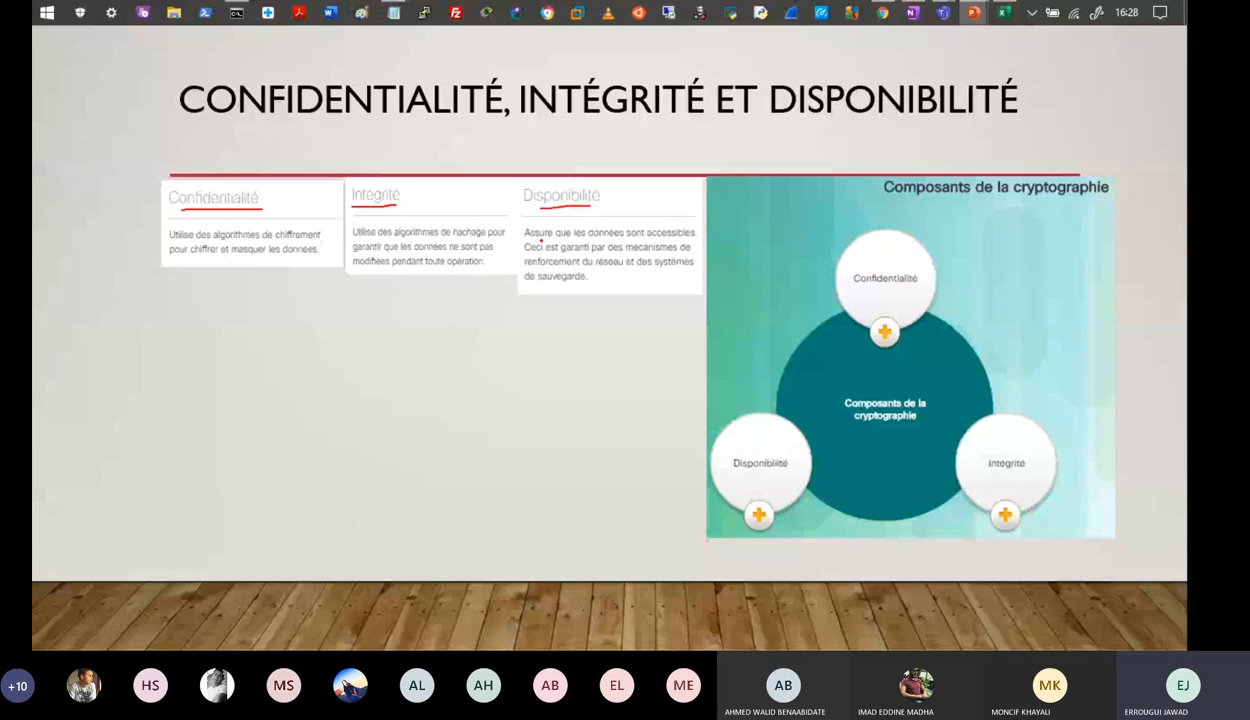 16:28
CONFIDENTIALITÉ, INTÉGRITÉ ET DISPONIBILITÉ
Confidentialité
Utilise des algorithmes de chiffrement
pour chiffrer et masquer les données.
Intégrité
Utilise des algorithmes de hachage pour
garantir que les données ne sont pas
modifiées pendant toute opération.
Disponibilité
Assure que les données sont accessibles.
Ceci est garanti par des mécanismes de
renforcement du réseau et des systèmes
de sauvegarde.
Composants de la cryptographie
Confidentialité
Composants de la
cryptographie
Disponibilité
Intégrité
+10
HS
MS
AL
AH
AB
EL
ME
AB
MK
EJ
AHMED WALID BENAABIDATE
IMAD EDDINE MADHA
MONCIF KHAYALI
ERROUGUI JAWAD